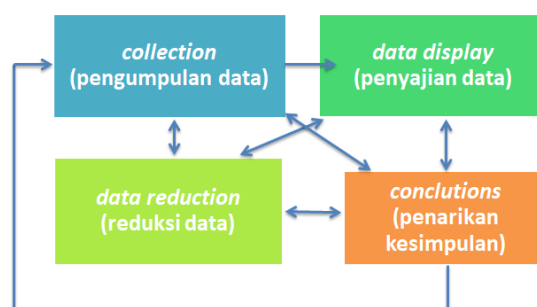 collection
(pengumpulan data)
data display
(penyajian data)
data reduction
(reduksi data)
conclutions
(penarikan
kesimpulan)